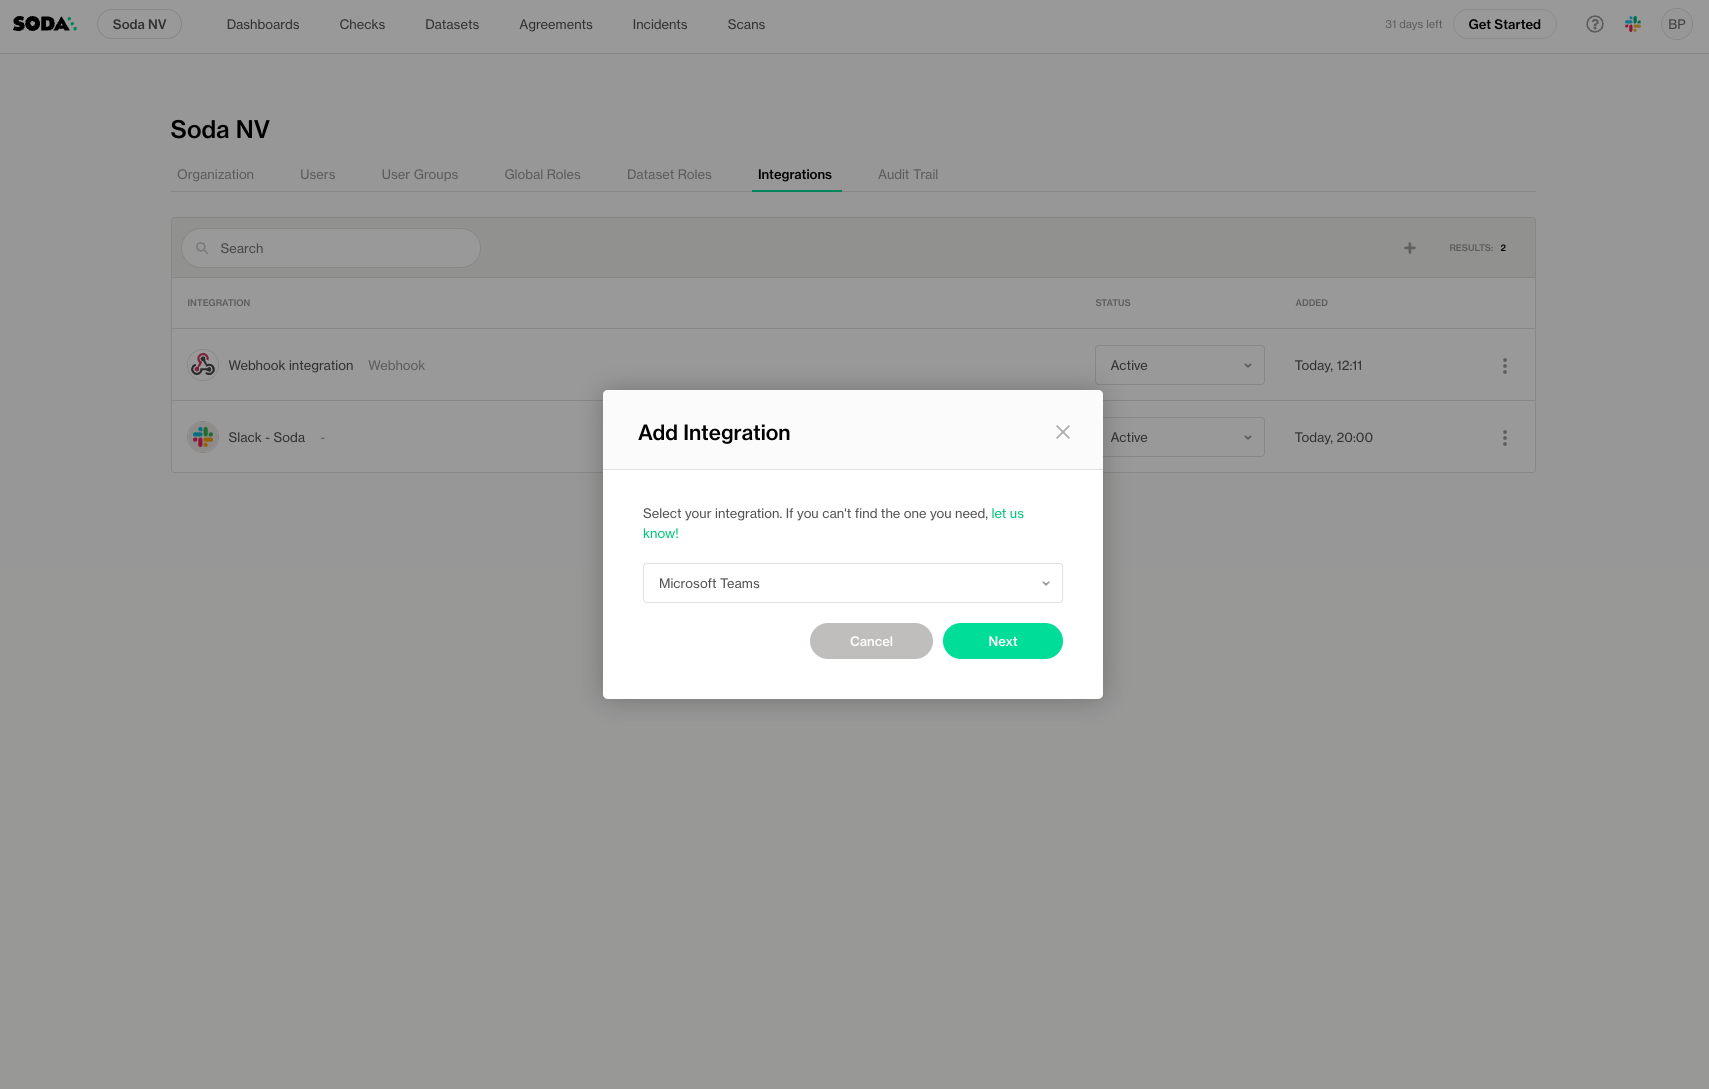 SODA Soda NV Dashboards Checks Datasets Agreements Incidents Scans 31 days left Get Started BP
Soda NV
Organization Users User Groups Global Roles Dataset Roles Integrations Audit Trail
Search RESULTS: 2
INTEGRATION STATUS ADDED
Webhook integration Webhook Active Today, 12:11
Slack - Soda - Active Today, 20:00
Add Integration
Select your integration. If you can't find the one you need, let us
know!
Microsoft Teams
Cancel Next